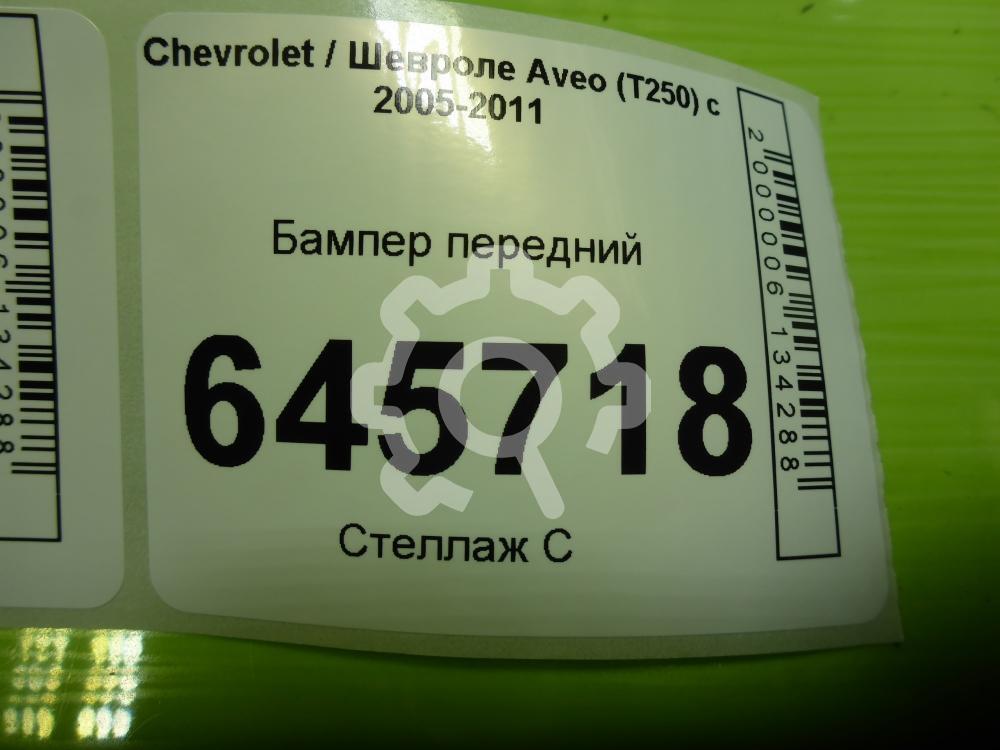 Chevrolet / Шевроле Aveo (T250) с
2005-2011
Бампер передний
645718
Стеллаж С
2000006134288